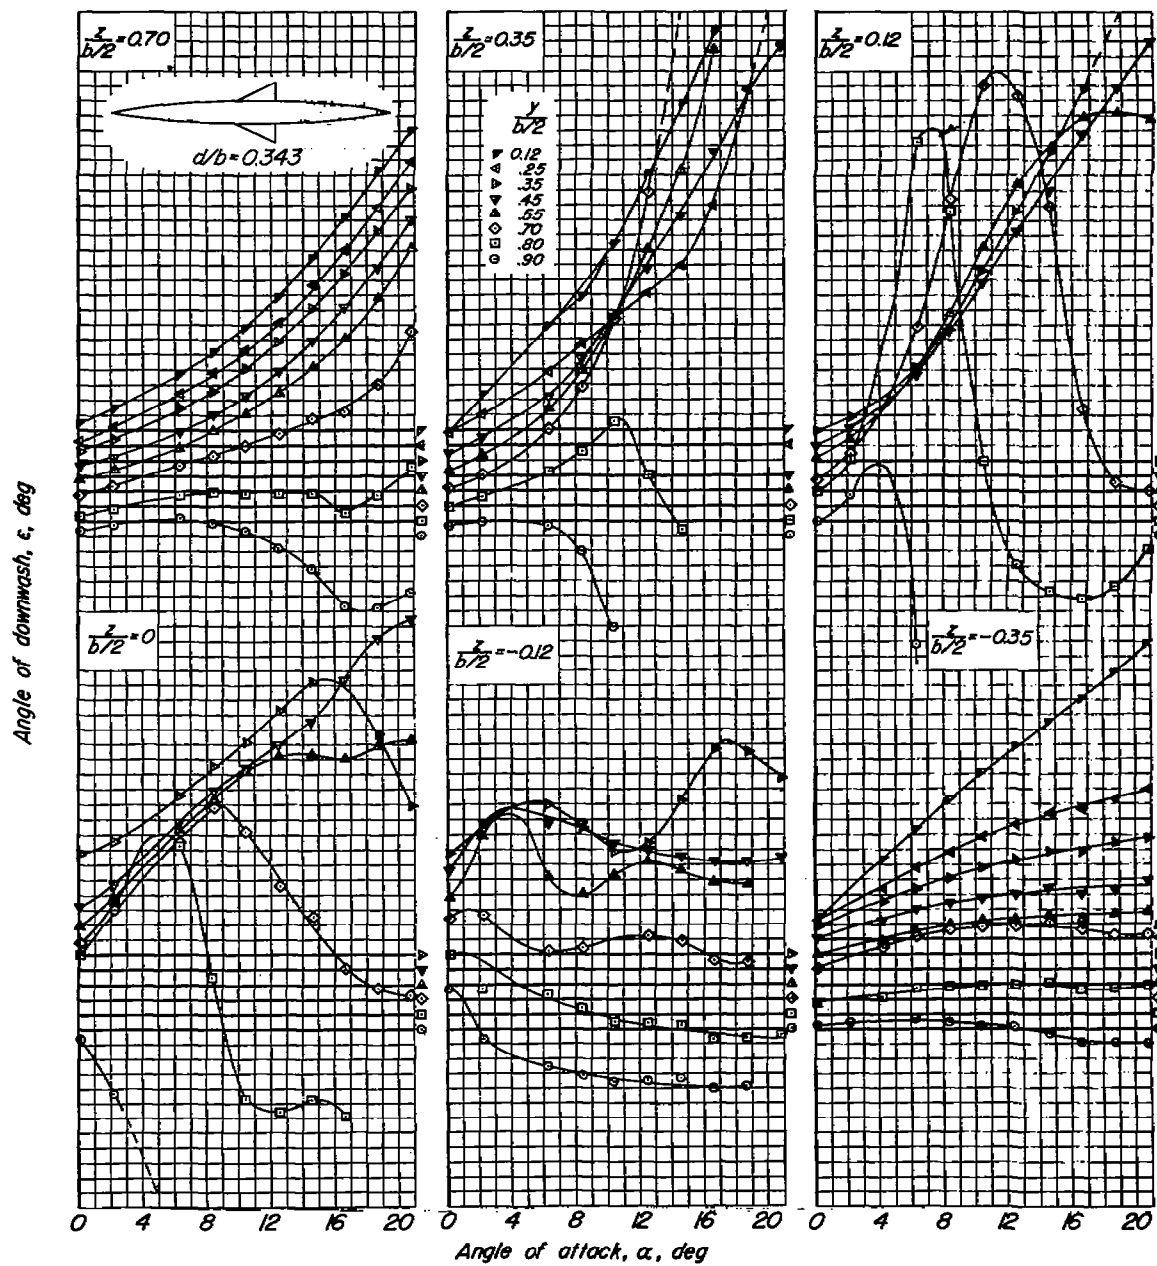 z/b/2 = 0.70
z/b/2 = 0.35
z/b/2 = 0.12
d/b = 0.343
y/b/2
0.12
.25
.35
.45
.55
.70
.80
.90
Angle of downwash, ϵ, deg
z/b/2 = 0
z/b/2 = -0.12
z/b/2 = -0.35
0 4 8 12 16 20
0 4 8 12 16 20
0 4 8 12 16 20
Angle of attack, α, deg